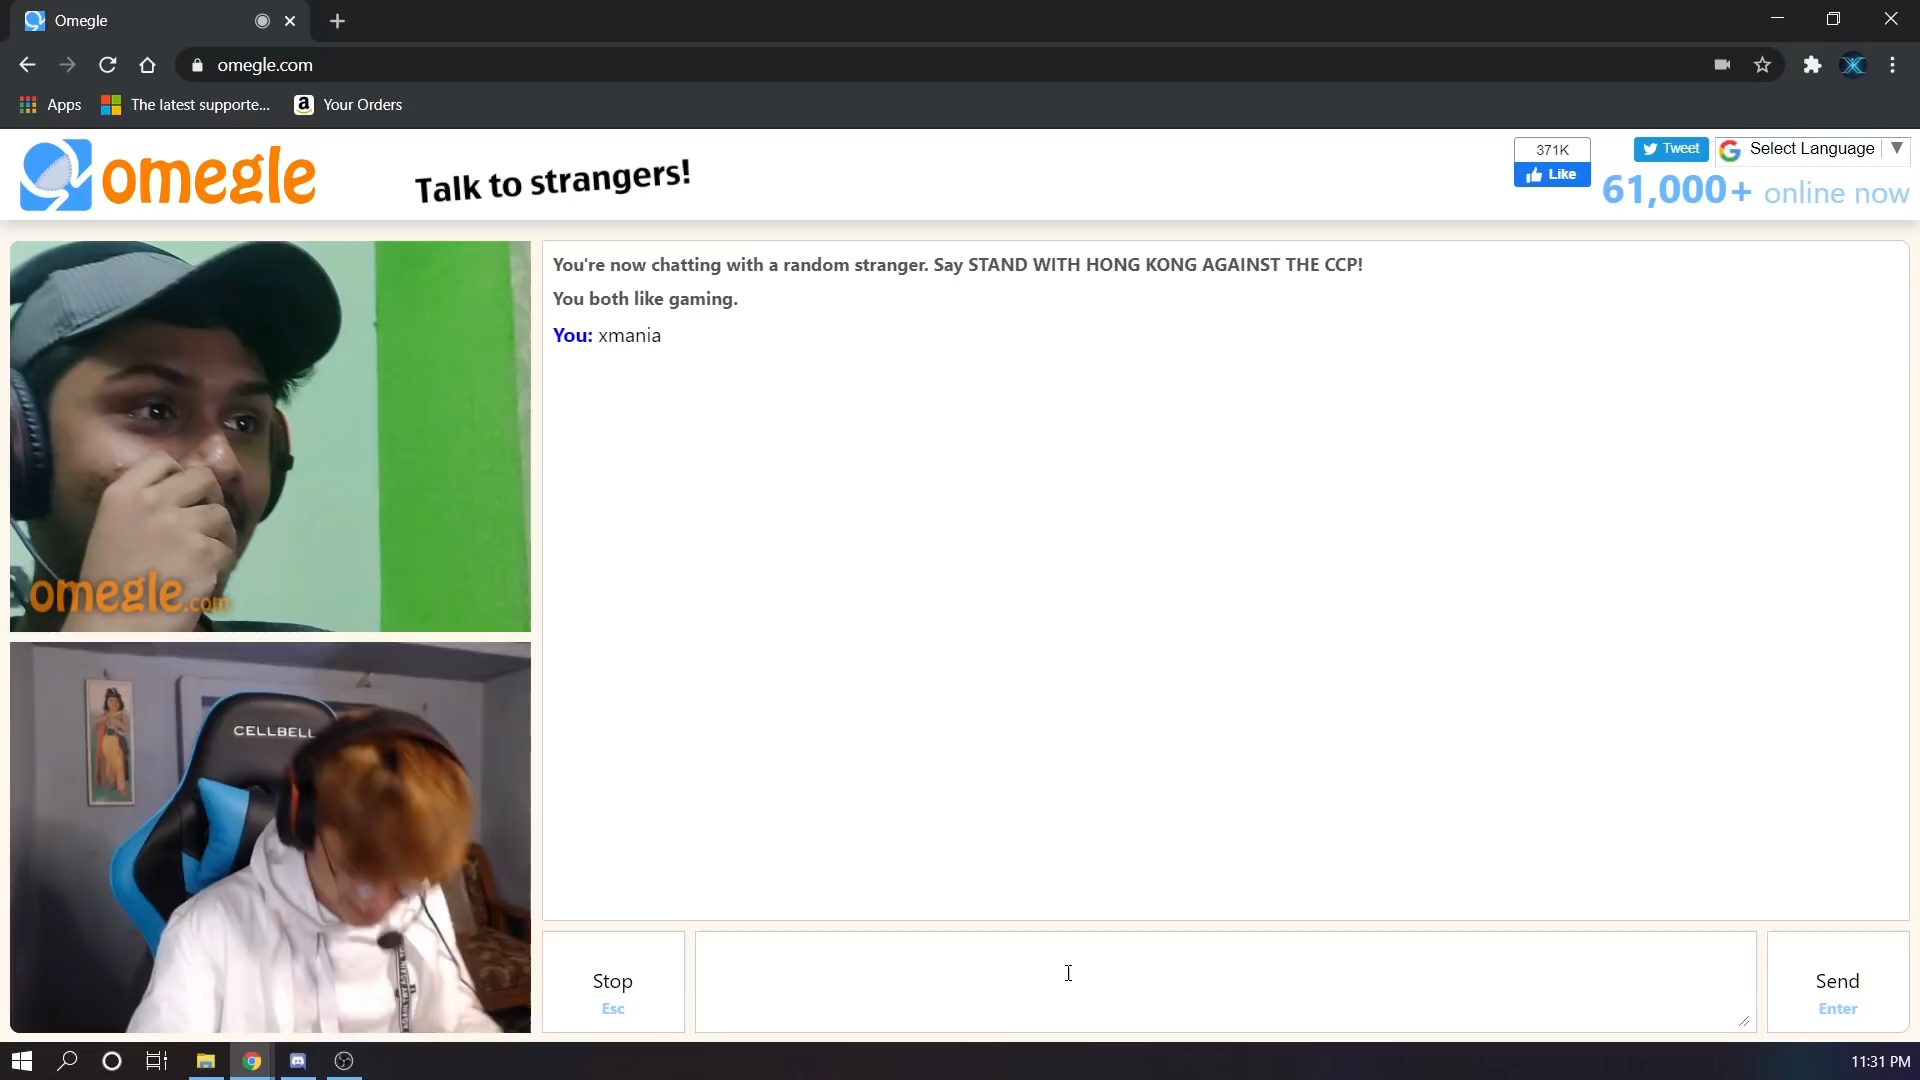 Omegle
omegle.com
Apps
The latest supporte...
Your Orders
omegle
Talk to strangers!
371K
Like
Tweet
Select Language
61,000+ online now
You're now chatting with a random stranger. Say STAND WITH HONG KONG AGAINST THE CCP!
You both like gaming.
You: xmania
omegle.com
CELLBELL
Stop
Esc
Send
Enter
11:31 PM